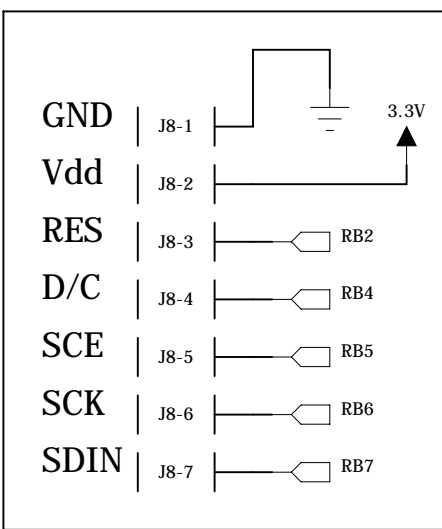 3.3V
GND J8-1
Vdd J8-2
RES J8-3 RB2
D/C J8-4 RB4
SCE J8-5 RB5
SCK J8-6 RB6
SDIN J8-7 RB7